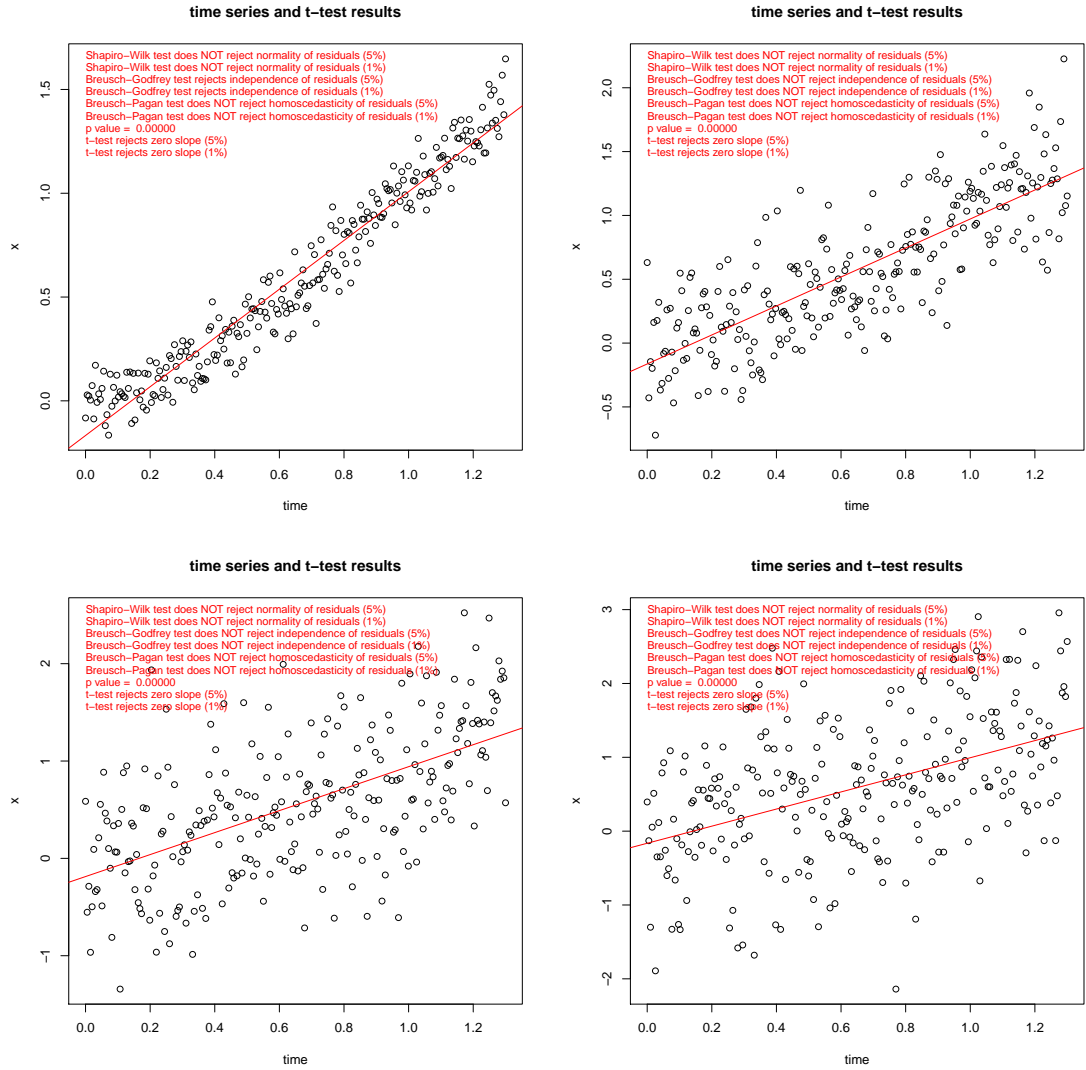 time series and t−test results
Shapiro−Wilk test does NOT reject normality of residuals (5%)
Shapiro−Wilk test does NOT reject normality of residuals (1%)
Breusch−Godfrey test rejects independence of residuals (5%)
Breusch−Godfrey test rejects independence of residuals (1%)
Breusch−Pagan test does NOT reject homoscedasticity of residuals (5%)
Breusch−Pagan test does NOT reject homoscedasticity of residuals (1%)
p value = 0.00000
t−test rejects zero slope (5%)
t−test rejects zero slope (1%)
1.5
1.0
0.5
0.0
x
0.0 0.2 0.4 0.6 0.8 1.0 1.2
time
time series and t−test results
Shapiro−Wilk test does NOT reject normality of residuals (5%)
Shapiro−Wilk test does NOT reject normality of residuals (1%)
Breusch−Godfrey test does NOT reject independence of residuals (5%)
Breusch−Godfrey test does NOT reject independence of residuals (1%)
Breusch−Pagan test does NOT reject homoscedasticity of residuals (5%)
Breusch−Pagan test does NOT reject homoscedasticity of residuals (1%)
p value = 0.00000
t−test rejects zero slope (5%)
t−test rejects zero slope (1%)
2.0
1.5
1.0
0.5
0.0
−0.5
x
0.0 0.2 0.4 0.6 0.8 1.0 1.2
time
time series and t−test results
Shapiro−Wilk test does NOT reject normality of residuals (5%)
Shapiro−Wilk test does NOT reject normality of residuals (1%)
Breusch−Godfrey test does NOT reject independence of residuals (5%)
Breusch−Godfrey test does NOT reject independence of residuals (1%)
Breusch−Pagan test does NOT reject homoscedasticity of residuals (5%)
Breusch−Pagan test does NOT reject homoscedasticity of residuals (1%)
p value = 0.00000
t−test rejects zero slope (5%)
t−test rejects zero slope (1%)
2
1
0
−1
x
0.0 0.2 0.4 0.6 0.8 1.0 1.2
time
time series and t−test results
Shapiro−Wilk test does NOT reject normality of residuals (5%)
Shapiro−Wilk test does NOT reject normality of residuals (1%)
Breusch−Godfrey test does NOT reject independence of residuals (5%)
Breusch−Godfrey test does NOT reject independence of residuals (1%)
Breusch−Pagan test does NOT reject homoscedasticity of residuals (5%)
Breusch−Pagan test does NOT reject homoscedasticity of residuals (1%)
p value = 0.00000
t−test rejects zero slope (5%)
t−test rejects zero slope (1%)
3
2
1
0
−1
−2
x
0.0 0.2 0.4 0.6 0.8 1.0 1.2
time